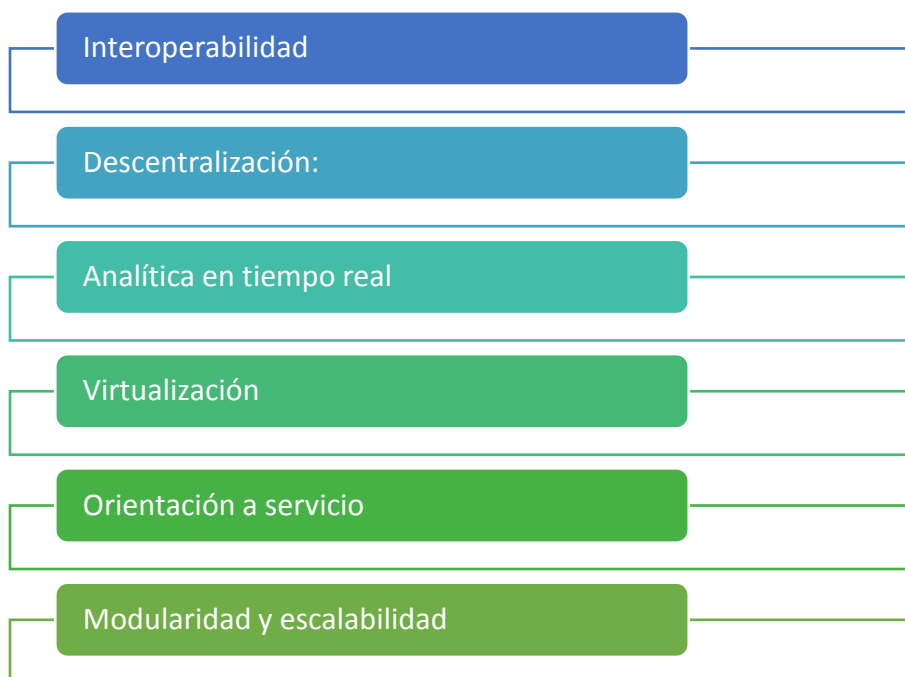 Interoperabilidad
Descentralización:
Analítica en tiempo real
Virtualización
Orientación a servicio
Modularidad y escalabilidad